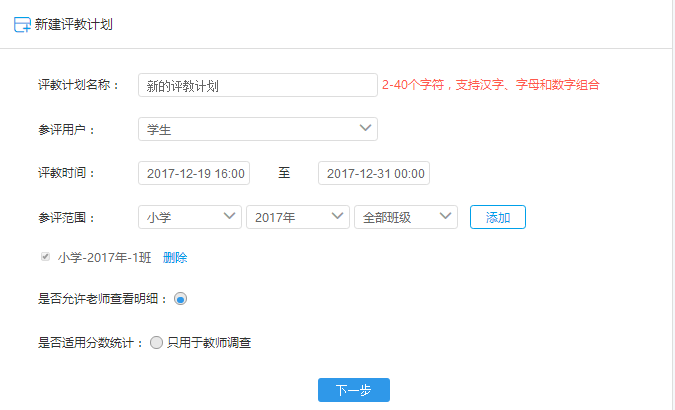 新建评教计划
评教计划名称： 新的评教计划 2-40个字符，支持汉字、字母和数字组合
参评用户： 学生
评教时间： 2017-12-19 16:00 至 2017-12-31 00:00
参评范围： 小学 2017年 全部班级 添加
小学-2017年-1班 删除
是否允许老师查看明细：
是否适用分数统计： 只用于教师调查
下一步